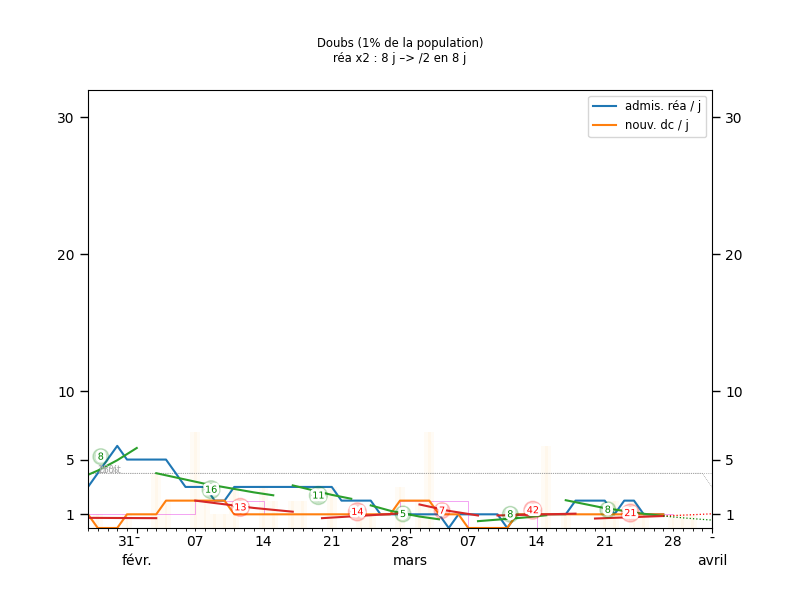 Doubs (1% de la population)
réa x2 : 8 j –> /2 en 8 j
admis. réa / j
nouv. dc / j
30 30
20 20
10 10
5 5
1 1
8
16
13
11
14
5
7
8
42
8
21
31 07 14 21 28 07 14 21 28
févr. mars avril